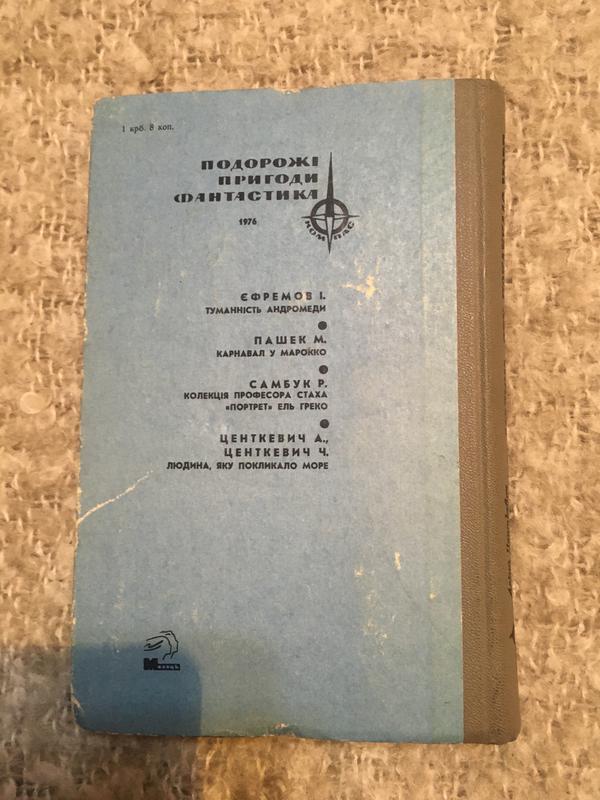 1 крб. 8 коп.
ПОДОРОЖІ
ПРИГОДИ
ФАНТАСТИКА
1976
КОМПАС
ЄФРЕМОВ І.
ТУМАННІСТЬ АНДРОМЕДИ
ПАШЕК М.
КАРНАВАЛ У МАРОККО
САМБУК Р.
КОЛЕКЦІЯ ПРОФЕСОРА СТАХА
«ПОРТРЕТ» ЕЛЬ ГРЕКО
ЦЕНТКЕВИЧ А.,
ЦЕНТКЕВИЧ Ч.
ЛЮДИНА, ЯКУ ПОКЛИКАЛО МОРЕ
Молодь